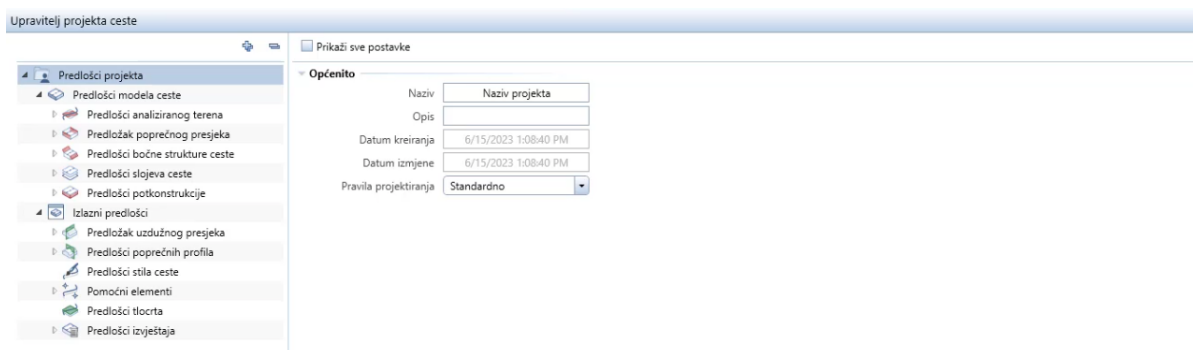 Upravitelj projekta ceste
Prikaži sve postavke
Predlošci projekta
Predlošci modela ceste
Predlošci analiziranog terena
Predložak poprečnog presjeka
Predlošci bočne strukture ceste
Predlošci slojeva ceste
Predlošci potkonstrukcije
Izlazni predlošci
Predložak uzdužnog presjeka
Predlošci poprečnih profila
Predlošci stila ceste
Pomoćni elementi
Predlošci tlocrta
Predlošci izvještaja
Općenito
Naziv Naziv projekta
Opis
Datum kreiranja 6/15/2023 1:08:40 PM
Datum izmjene 6/15/2023 1:08:40 PM
Pravila projektiranja Standardno